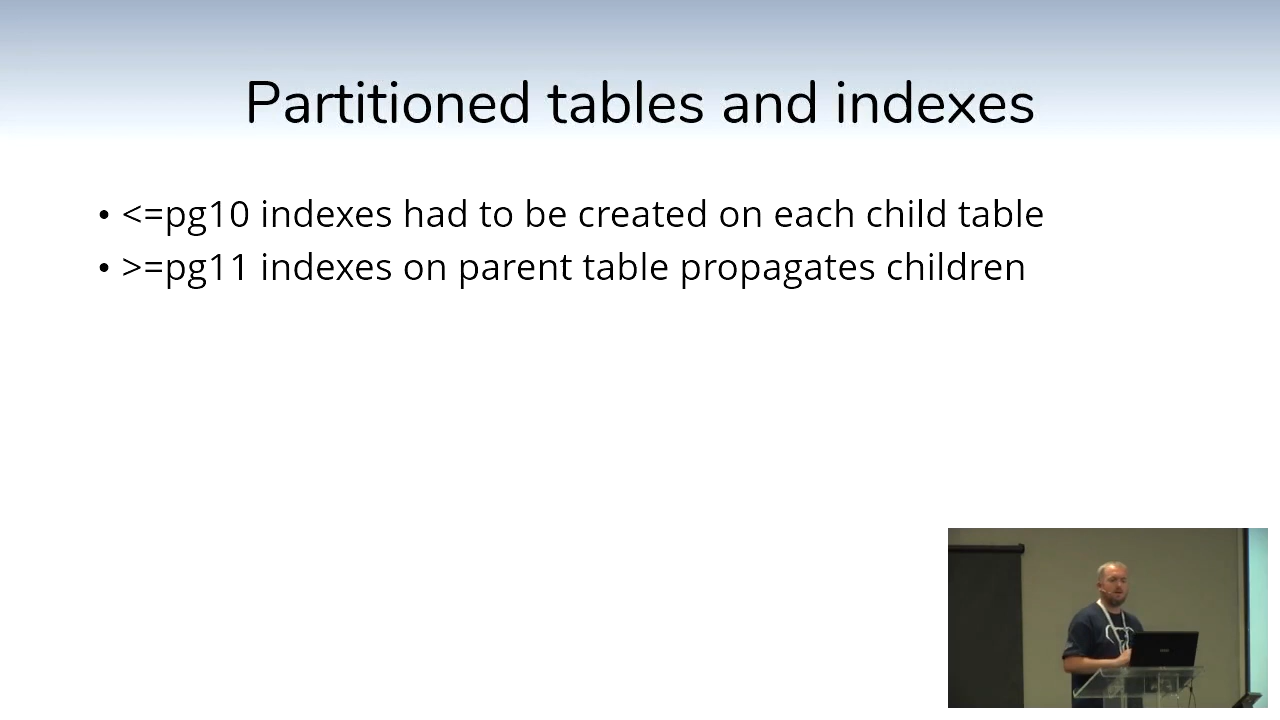 Partitioned tables and indexes
• <=pg10 indexes had to be created on each child table
• >=pg11 indexes on parent table propagates children